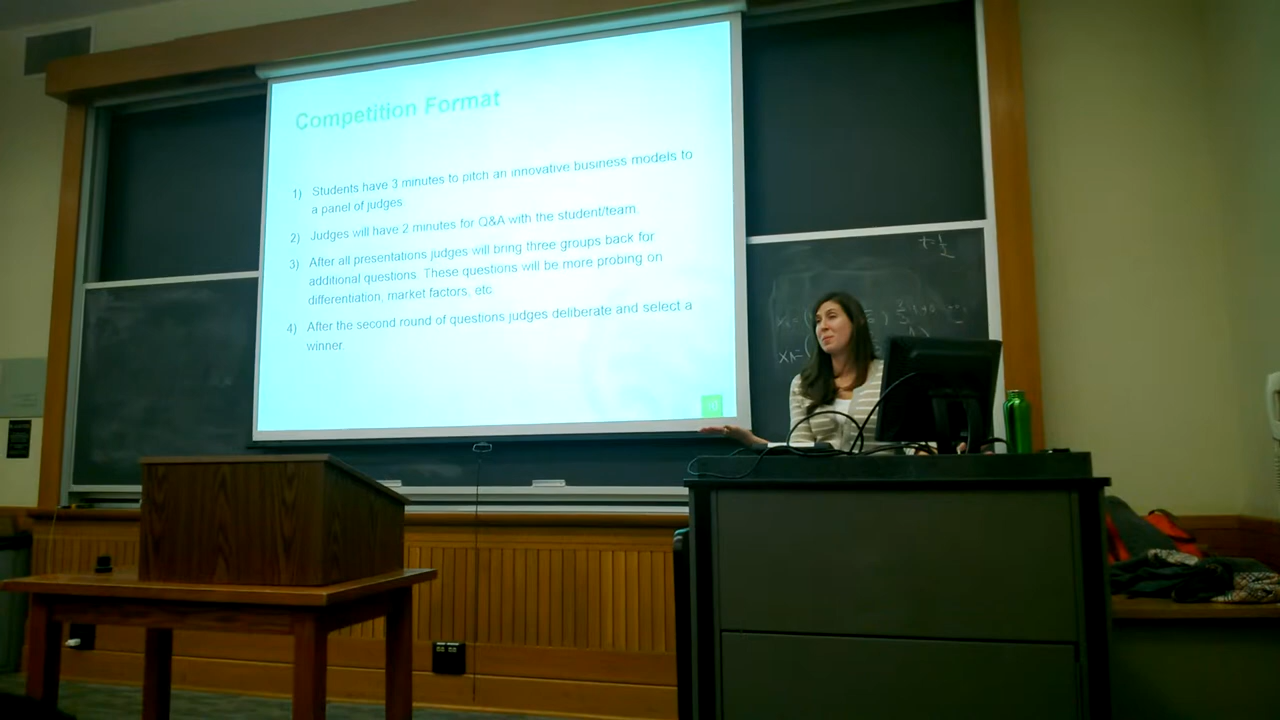 Competition Format
1) Students have 3 minutes to pitch an innovative business models to
a panel of judges.
2) Judges will have 2 minutes for Q&A with the student/team.
3) After all presentations judges will bring three groups back for
additional questions. These questions will be more probing on
differentiation, market factors, etc.
4) After the second round of questions judges deliberate and select a
winner.